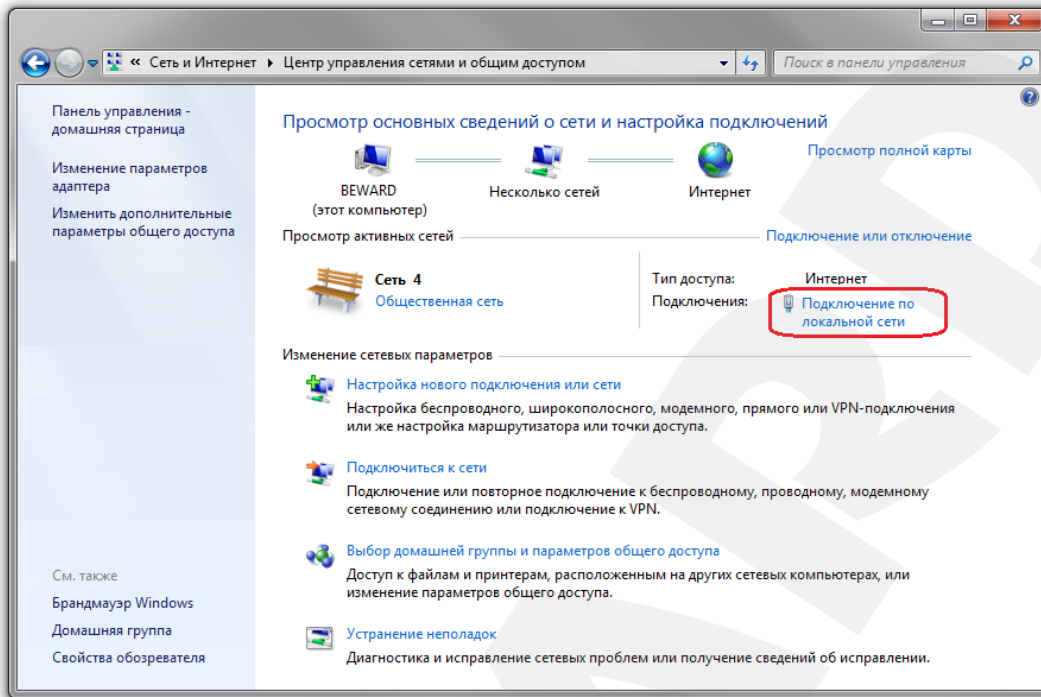 « Сеть и Интернет ▸ Центр управления сетями и общим доступом
Поиск в панели управления
Панель управления -
домашняя страница
Изменение параметров
адаптера
Изменить дополнительные
параметры общего доступа
См. также
Брандмауэр Windows
Домашняя группа
Свойства обозревателя
Просмотр основных сведений о сети и настройка подключений
BEWARD
(этот компьютер)
Несколько сетей
Интернет
Просмотр полной карты
Просмотр активных сетей
Подключение или отключение
Сеть 4
Общественная сеть
Тип доступа: Интернет
Подключения: Подключение по
локальной сети
Изменение сетевых параметров
Настройка нового подключения или сети
Настройка беспроводного, широкополосного, модемного, прямого или VPN-подключения
или же настройка маршрутизатора или точки доступа.
Подключиться к сети
Подключение или повторное подключение к беспроводному, проводному, модемному
сетевому соединению или подключение к VPN.
Выбор домашней группы и параметров общего доступа
Доступ к файлам и принтерам, расположенным на других сетевых компьютерах, или
изменение параметров общего доступа.
Устранение неполадок
Диагностика и исправление сетевых проблем или получение сведений об исправлении.